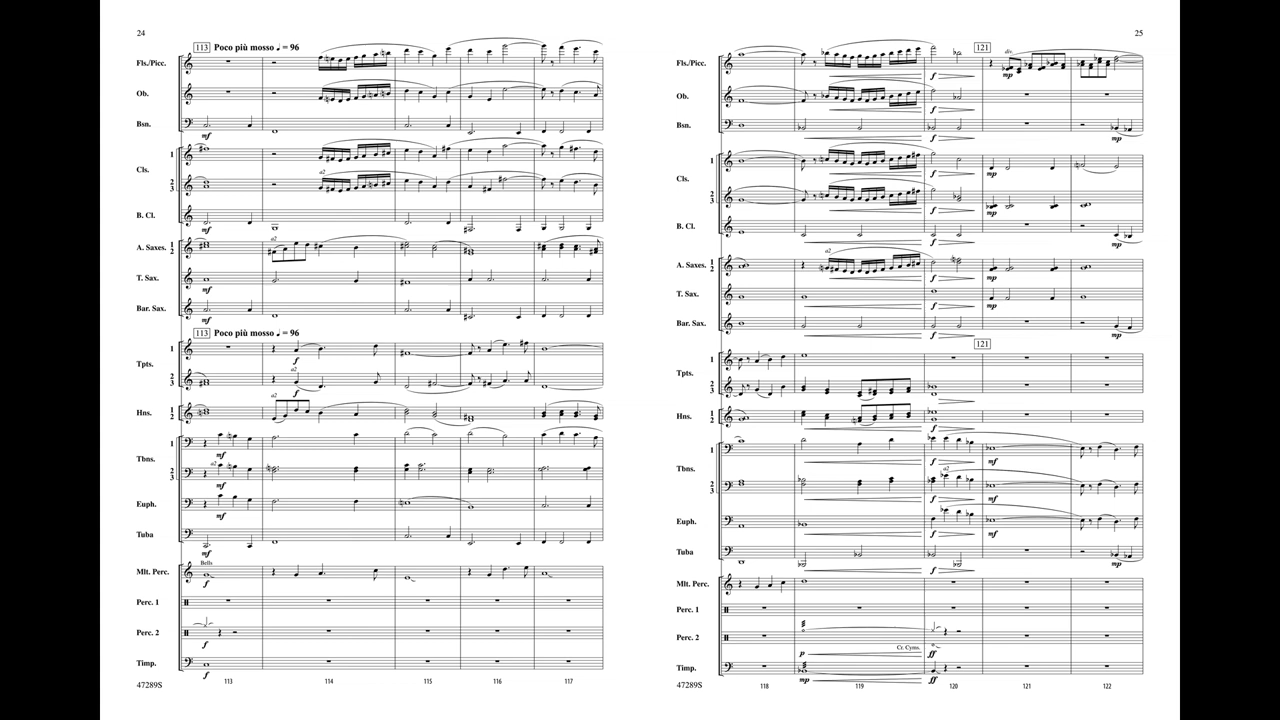 24
113 Poco più mosso ♩ = 96
Fls./Picc.
Ob.
Bsn.
mf
1
Cls.
a2
2
3
B. Cl.
mf
a2
A. Saxes. 1
2
T. Sax.
mf
Bar. Sax.
mf
113 Poco più mosso ♩ = 96
1
Tpts.
f
a2
2
3
f
a2
Hns. 1
2
1
mf
Tbns.
a2
2
3
mf
Euph.
mf
Tuba
mf
Bells
Mlt. Perc.
f
Perc. 1
Perc. 2
f
Timp.
f
47289S 114 115 116 117
25
121
div.
Fls./Picc.
f mp
Ob.
f
Bsn.
f mp
1
f mp
Cls.
2
3
f mp
B. Cl.
f mp
a2
A. Saxes. 1
2
f mp
T. Sax.
f mp
Bar. Sax.
f mp
121
1
Tpts.
2
3
Hns. 1
2
f
1
f mf
Tbns.
a2
2
3
f mf
Euph.
f mf
Tuba
f mp
Mlt. Perc.
Perc. 1
Perc. 2
p Cr. Cyms. ff
Timp.
mp ff
47289S 118 119 120 121 122